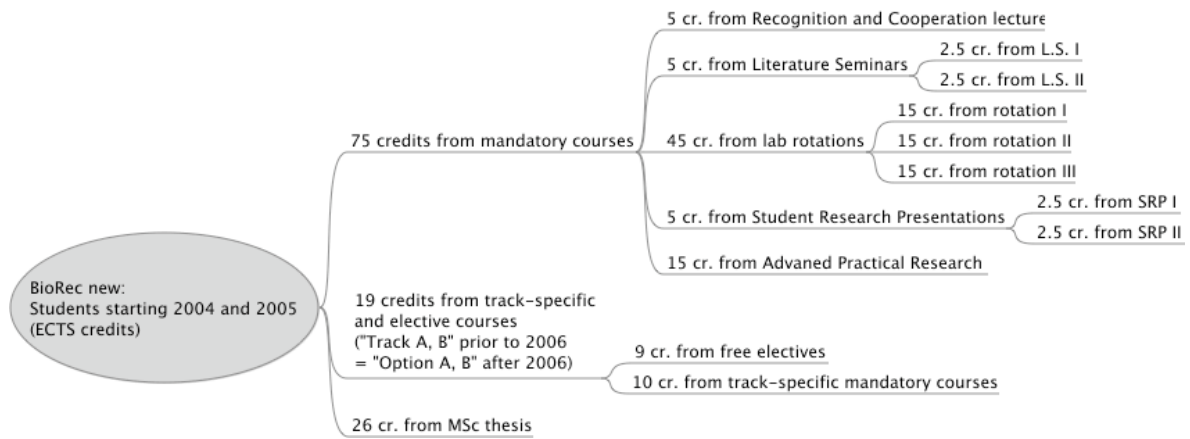 BioRec new:
Students starting 2004 and 2005
(ECTS credits)
75 credits from mandatory courses
5 cr. from Recognition and Cooperation lecture
5 cr. from Literature Seminars
2.5 cr. from L.S. I
2.5 cr. from L.S. II
45 cr. from lab rotations
15 cr. from rotation I
15 cr. from rotation II
15 cr. from rotation III
5 cr. from Student Research Presentations
2.5 cr. from SRP I
2.5 cr. from SRP II
15 cr. from Advaned Practical Research
19 credits from track-specific
and elective courses
("Track A, B" prior to 2006
= "Option A, B" after 2006)
9 cr. from free electives
10 cr. from track-specific mandatory courses
26 cr. from MSc thesis